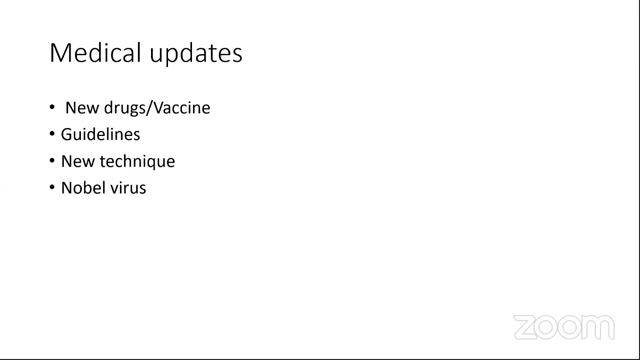 Medical updates
• New drugs/Vaccine
• Guidelines
• New technique
• Nobel virus
zoom